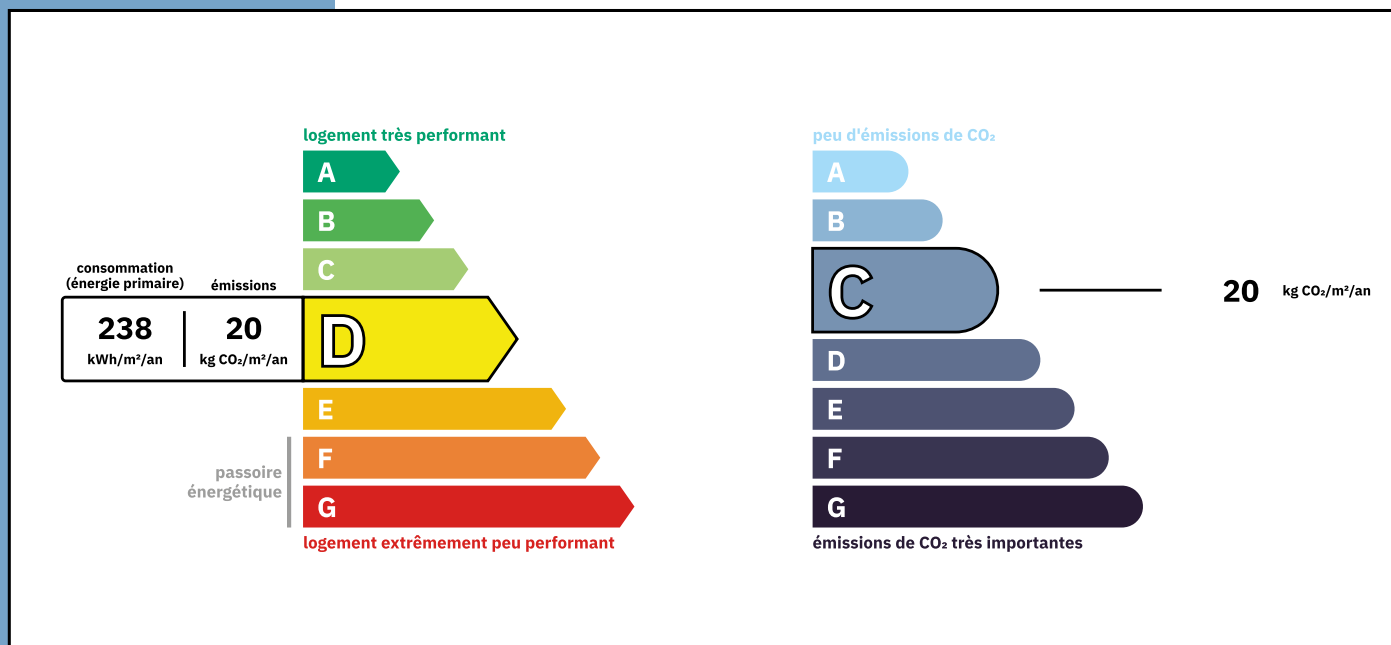 logement très performant
A
B
C
consommation
(énergie primaire)
émissions
238
kWh/m²/an
20
kg CO₂/m²/an
D
E
F
G
passoire
énergétique
logement extrêmement peu performant
peu d'émissions de CO₂
A
B
C
20 kg CO₂/m²/an
D
E
F
G
émissions de CO₂ très importantes